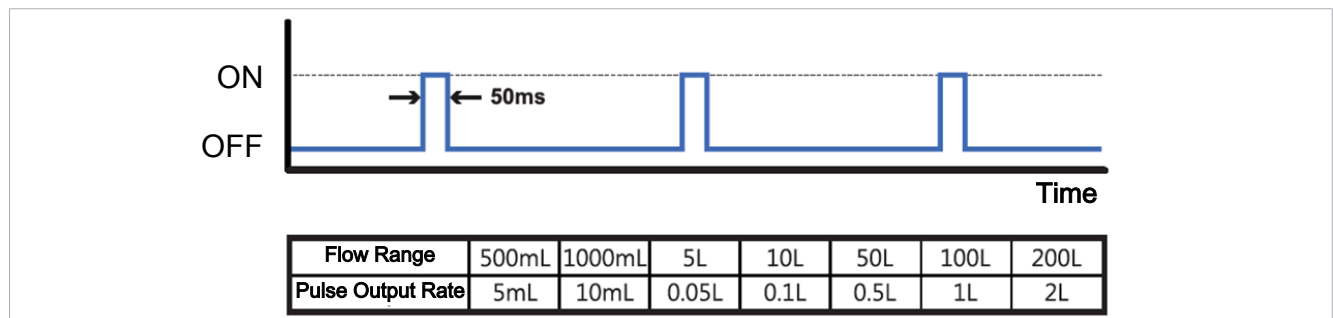 ON
50ms
OFF
Time
Flow Range 500mL 1000mL 5L 10L 50L 100L 200L
Pulse Output Rate 5mL 10mL 0.05L 0.1L 0.5L 1L 2L